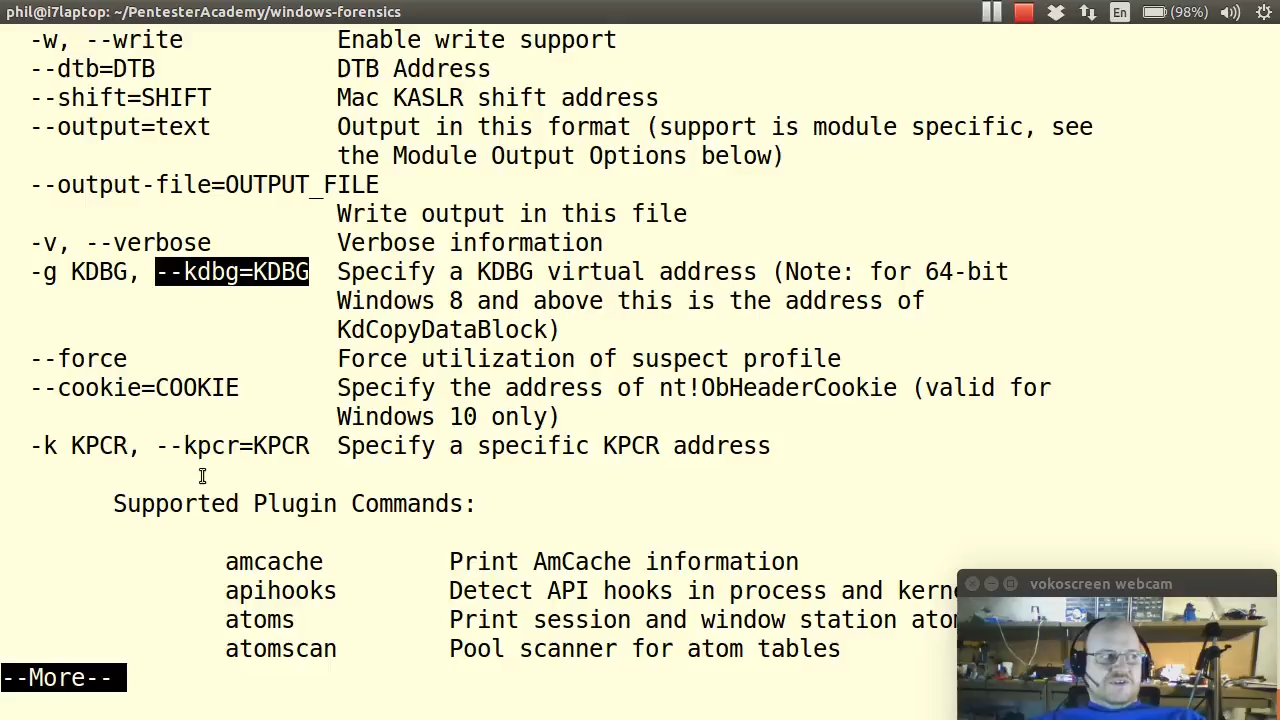 phil@i7laptop: ~/PentesterAcademy/windows-forensics
En (98%)
-w, --write Enable write support
--dtb=DTB DTB Address
--shift=SHIFT Mac KASLR shift address
--output=text Output in this format (support is module specific, see
the Module Output Options below)
--output-file=OUTPUT_FILE
Write output in this file
-v, --verbose Verbose information
-g KDBG, --kdbg=KDBG Specify a KDBG virtual address (Note: for 64-bit
Windows 8 and above this is the address of
KdCopyDataBlock)
--force Force utilization of suspect profile
--cookie=COOKIE Specify the address of nt!ObHeaderCookie (valid for
Windows 10 only)
-k KPCR, --kpcr=KPCR Specify a specific KPCR address
Supported Plugin Commands:
amcache Print AmCache information
apihooks Detect API hooks in process and kern
atoms Print session and window station ato
atomscan Pool scanner for atom tables
--More--
vokoscreen webcam